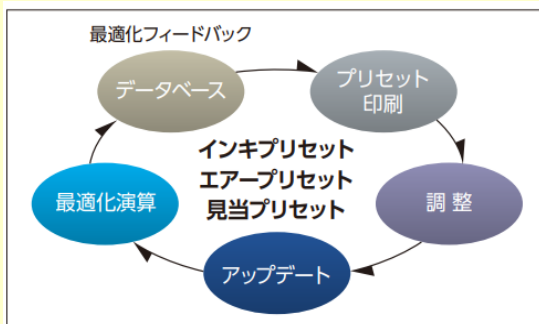 最適化フィードバック
データベース
プリセット
印刷
インキプリセット
エアープリセット
見当プリセット
最適化演算
調 整
アップデート